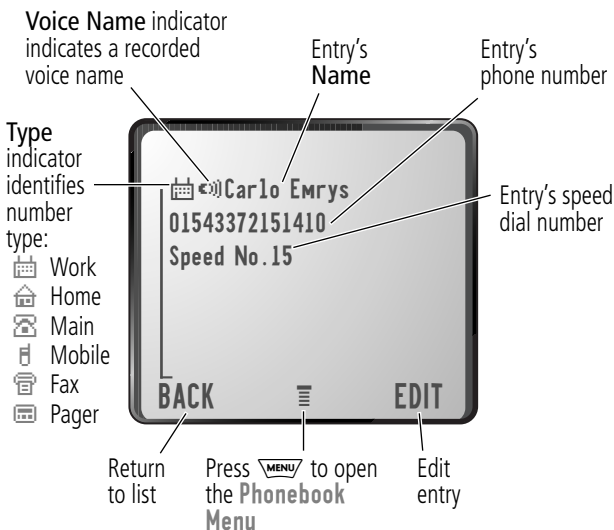 Voice Name indicator
indicates a recorded
voice name
Entry's
Name
Entry's
phone number
Type
indicator
identifies
number
type:
Work
Home
Main
Mobile
Fax
Pager
Carlo Emrys
01543372151410
Speed No.15
Entry's speed
dial number
BACK
EDIT
Return
to list
Press MENU to open
the Phonebook
Menu
Edit
entry